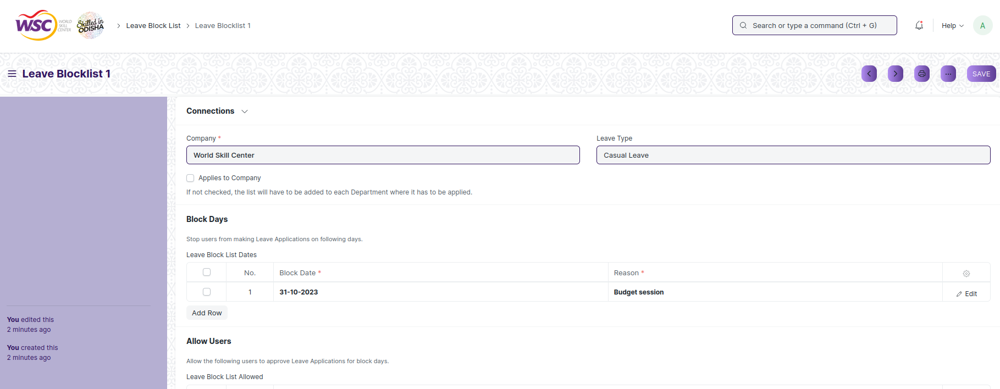 WSC WORLD SKILL CENTER
Skilled in ODISHA
Leave Block List
Leave Blocklist 1
Search or type a command (Ctrl + G)
Help
A
Leave Blocklist 1
SAVE
Connections
Company *
Leave Type
World Skill Center
Casual Leave
Applies to Company
If not checked, the list will have to be added to each Department where it has to be applied.
Block Days
Stop users from making Leave Applications on following days.
Leave Block List Dates
No.
Block Date *
Reason *
1
31-10-2023
Budget session
Edit
Add Row
You edited this
2 minutes ago
You created this
2 minutes ago
Allow Users
Allow the following users to approve Leave Applications for block days.
Leave Block List Allowed